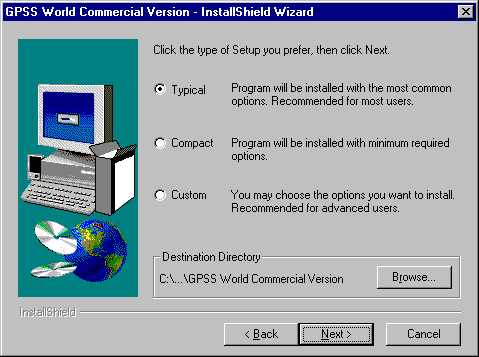 GPSS World Commercial Version - InstallShield Wizard
Click the type of Setup you prefer, then click Next.
Typical
Program will be installed with the most common
options. Recommended for most users.
Compact
Program will be installed with minimum required
options.
Custom
You may choose the options you want to install.
Recommended for advanced users.
Destination Directory
C:\...\GPSS World Commercial Version
Browse...
InstallShield
< Back
Next >
Cancel